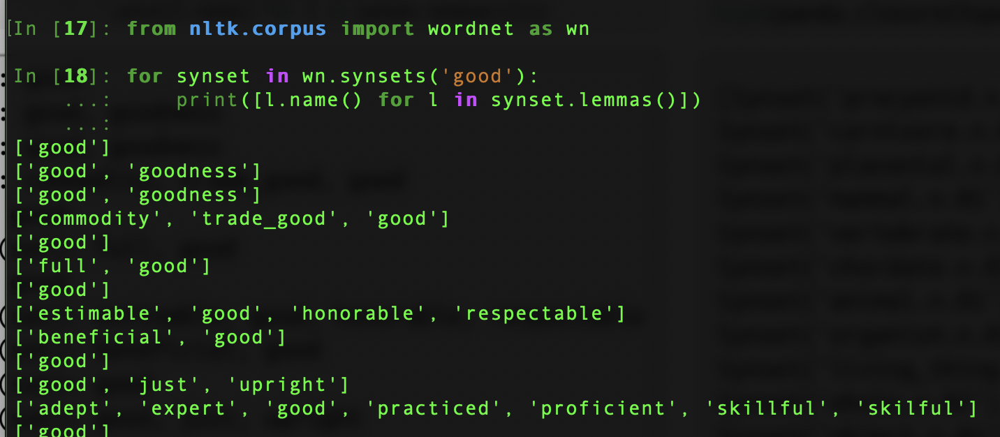 [In [17]: from nltk.corpus import wordnet as wn
In [18]: for synset in wn.synsets('good'):
...:     print([l.name() for l in synset.lemmas()])
...:
['good']
['good', 'goodness']
['good', 'goodness']
['commodity', 'trade_good', 'good']
['good']
['full', 'good']
['good']
['estimable', 'good', 'honorable', 'respectable']
['beneficial', 'good']
['good']
['good', 'just', 'upright']
['adept', 'expert', 'good', 'practiced', 'proficient', 'skillful', 'skilful']
['good']